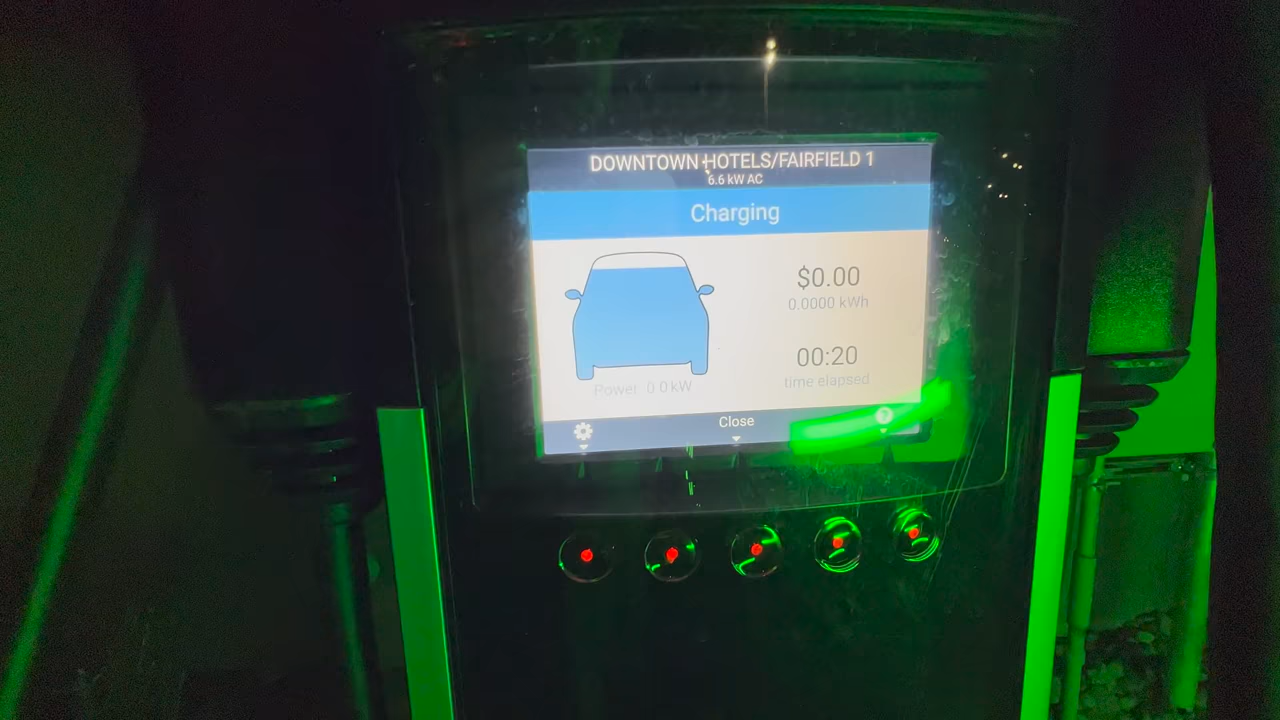 DOWNTOWN HOTELS/FAIRFIELD 1
6.6 kW AC
Charging
$0.00
0.0000 kWh
00:20
time elapsed
Power: 0.0 kW
Close
?